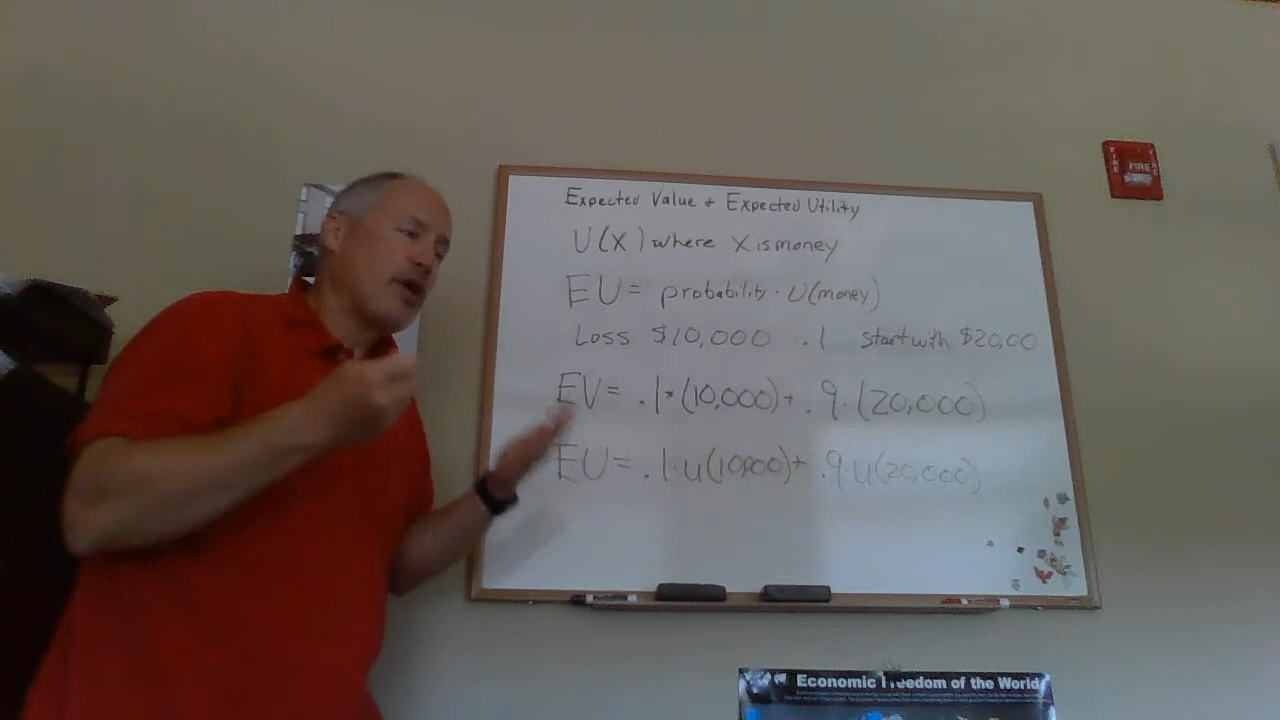 Expected Value + Expected Utility
U(X) where X is money
EU = probability · U(money)
Loss $10,000 .1 start with $20,00
EV = .1*(10,000) + .9·(20,000)
EU = .1·u(10,000) + .9·u(20,000)
FIRE FIRE FIRE
Economic Freedom of the World